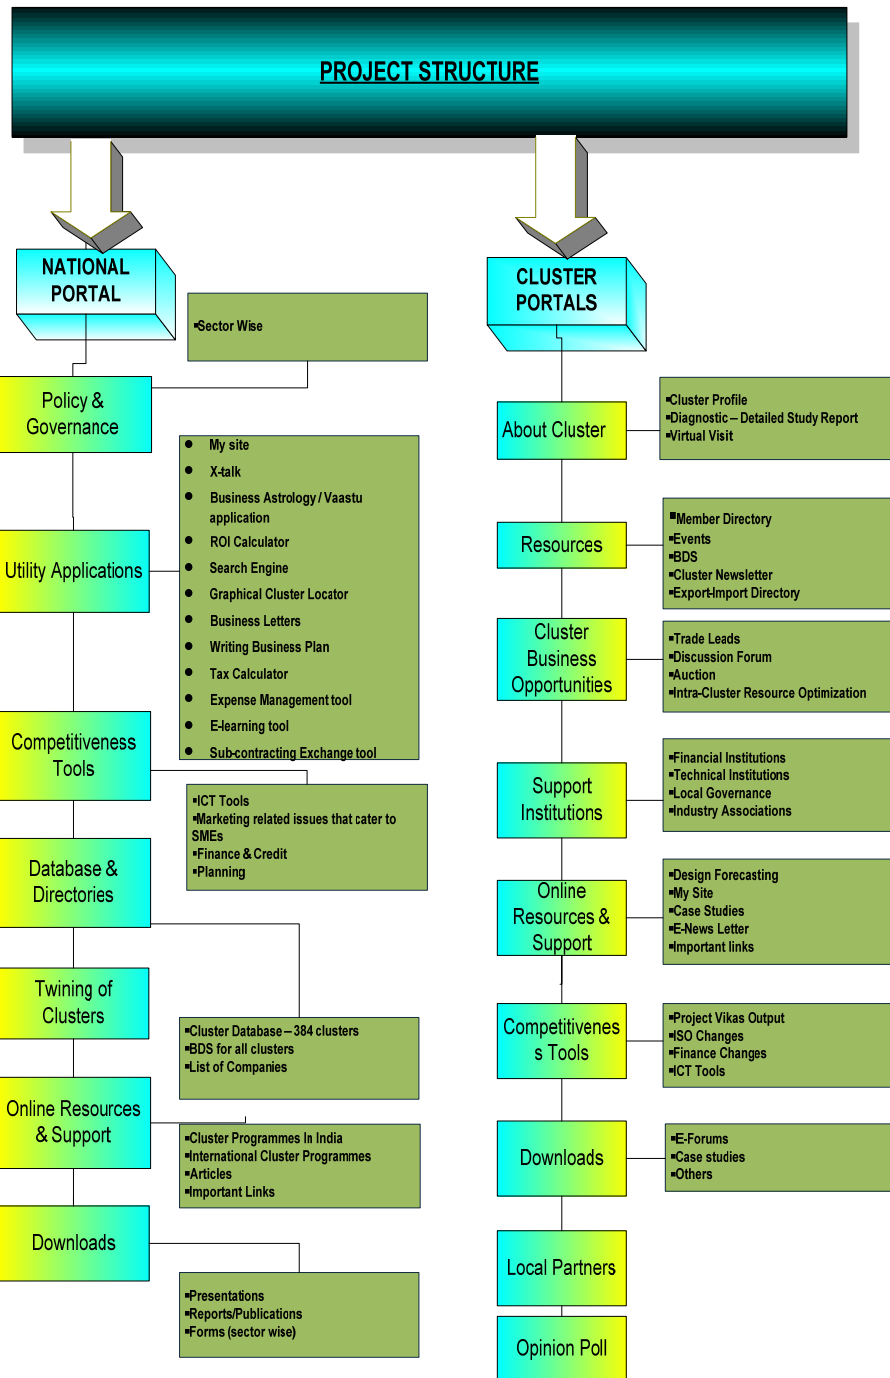 PROJECT STRUCTURE
NATIONAL
PORTAL
▪Sector Wise
Policy &
Governance
● My site
● X-talk
● Business Astrology / Vaastu
application
● ROI Calculator
● Search Engine
● Graphical Cluster Locator
● Business Letters
● Writing Business Plan
● Tax Calculator
● Expense Management tool
● E-learning tool
● Sub-contracting Exchange tool
Utility Applications
Competitiveness
Tools
▪ICT Tools
▪Marketing related issues that cater to
SMEs
▪Finance & Credit
▪Planning
Database &
Directories
Twining of
Clusters
▪Cluster Database – 384 clusters
▪BDS for all clusters
▪List of Companies
Online Resources
& Support
▪Cluster Programmes In India
▪International Cluster Programmes
▪Articles
▪Important Links
Downloads
▪Presentations
▪Reports/Publications
▪Forms (sector wise)
CLUSTER
PORTALS
About Cluster
▪Cluster Profile
▪Diagnostic – Detailed Study Report
▪Virtual Visit
Resources
▪Member Directory
▪Events
▪BDS
▪Cluster Newsletter
▪Export-Import Directory
Cluster
Business
Opportunities
▪Trade Leads
▪Discussion Forum
▪Auction
▪Intra-Cluster Resource Optimization
Support
Institutions
▪Financial Institutions
▪Technical Institutions
▪Local Governance
▪Industry Associations
Online
Resources &
Support
▪Design Forecasting
▪My Site
▪Case Studies
▪E-News Letter
▪Important links
Competitivenes
s Tools
▪Project Vikas Output
▪ISO Changes
▪Finance Changes
▪ICT Tools
Downloads
▪E-Forums
▪Case studies
▪Others
Local Partners
Opinion Poll